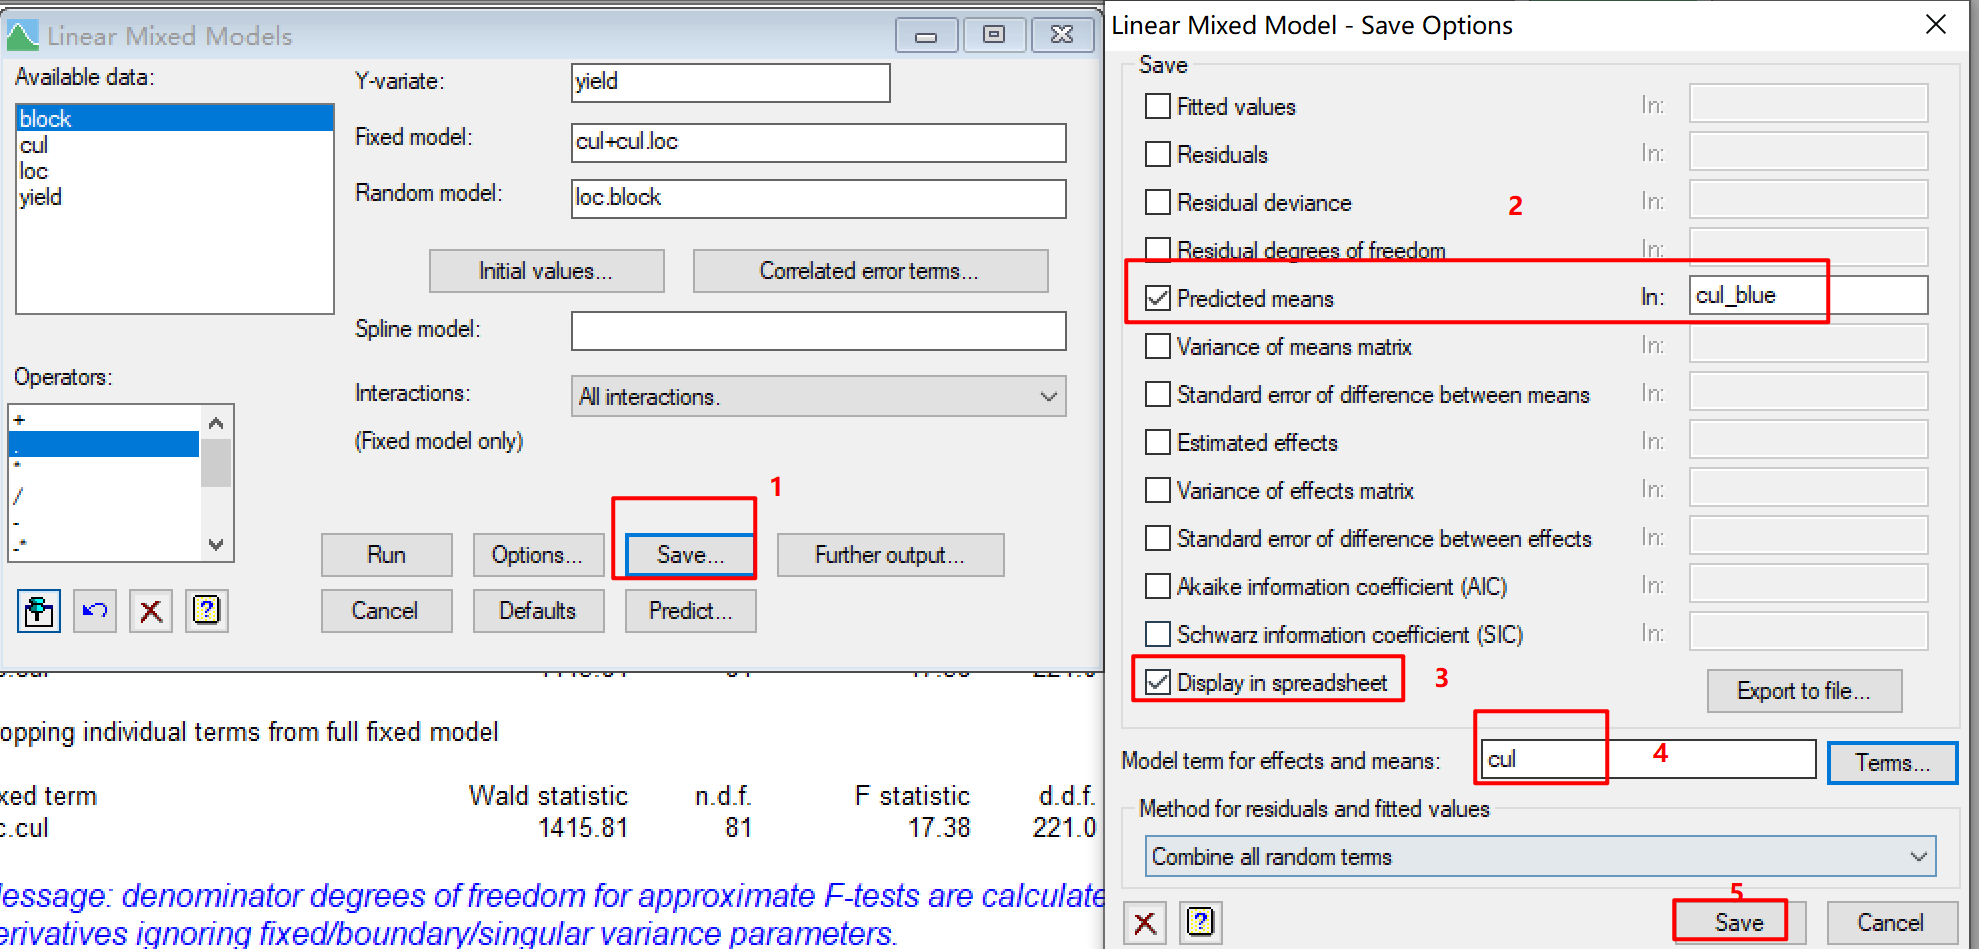 Linear Mixed Models
Available data:
block
cul
loc
yield
Y-variate:
yield
Fixed model:
cul+cul.loc
Random model:
loc.block
Initial values...
Correlated error terms...
Spline model:
Operators:
+
.
*
/
-
-*
Interactions:
All interactions.
(Fixed model only)
1
Run
Options...
Save...
Further output...
Cancel
Defaults
Predict...
opping individual terms from full fixed model
xed term Wald statistic n.d.f. F statistic d.d.f.
c.cul 1415.81 81 17.38 221.0
essage: denominator degrees of freedom for approximate F-tests are calculate
erivatives ignoring fixed/boundary/singular variance parameters.
Linear Mixed Model - Save Options
Save
Fitted values In:
Residuals In:
Residual deviance In:
2
Residual degrees of freedom In:
Predicted means In: cul_blue
Variance of means matrix In:
Standard error of difference between means In:
Estimated effects In:
Variance of effects matrix In:
Standard error of difference between effects In:
Akaike information coefficient (AIC) In:
Schwarz information coefficient (SIC) In:
Display in spreadsheet
3
Export to file...
Model term for effects and means: cul
4
Terms...
Method for residuals and fitted values
Combine all random terms
5
Save
Cancel